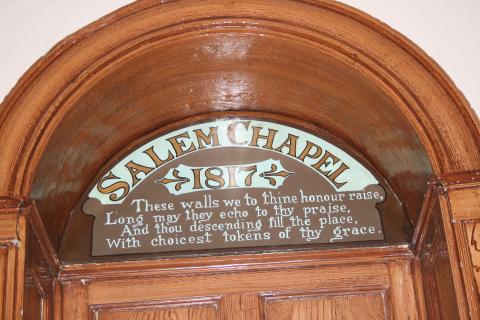 SALEM CHAPEL
1817
These walls we to thine honour raise,
Long may they echo to thy praise,
And thou descending fill the place,
With choicest tokens of thy grace.